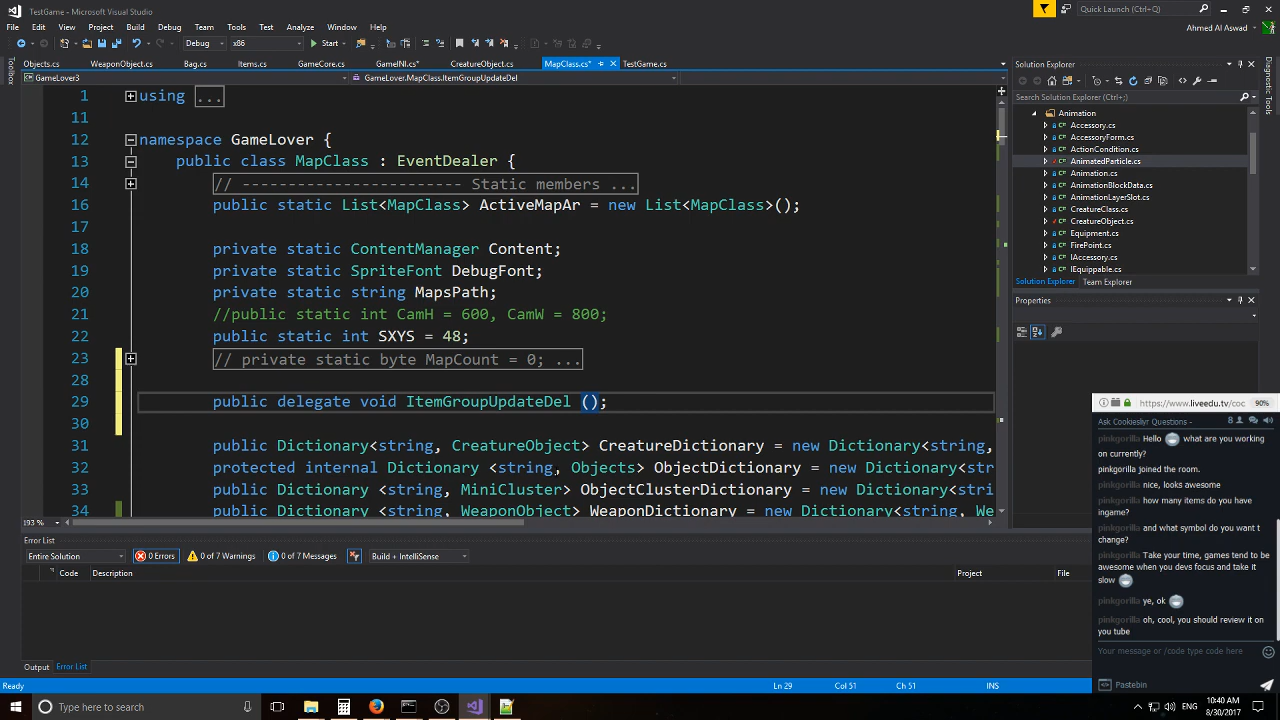 TestGame - Microsoft Visual Studio
Quick Launch (Ctrl+;)
File Edit View Project Build Debug Team Tools Test Analyze Window Help
Ahmed Al Aswad
Debug x86 Start
Objects.cs WeaponObject.cs* Bag.cs Items.cs GameCore.cs GameNI.cs* CreatureObject.cs MapClass.cs* TestGame.cs
GameLover3 GameLover.MapClass.ItemGroupUpdateDel
Toolbox
1 using ...
11
12 namespace GameLover {
13 public class MapClass : EventDealer {
14 // ------------------------ Static members ...
16 public static List<MapClass> ActiveMapAr = new List<MapClass>();
17
18 private static ContentManager Content;
19 private static SpriteFont DebugFont;
20 private static string MapsPath;
21 //public static int CamH = 600, CamW = 800;
22 public static int SXYS = 48;
23 // private static byte MapCount = 0; ...
28
29 public delegate void ItemGroupUpdateDel ();
30
31 public Dictionary<string, CreatureObject> CreatureDictionary = new Dictionary<string,
32 protected internal Dictionary <string, Objects> ObjectDictionary = new Dictionary<str
33 public Dictionary <string, MiniCluster> ObjectClusterDictionary = new Dictionary<stri
34 public Dictionary <string, WeaponObject> WeaponDictionary = new Dictionary<string, We
193 %
Solution Explorer
Search Solution Explorer (Ctrl+;)
Animation
Accessory.cs
AccessoryForm.cs
ActionCondition.cs
AnimatedParticle.cs
Animation.cs
AnimationBlockData.cs
AnimationLayerSlot.cs
CreatureClass.cs
CreatureObject.cs
Equipment.cs
FirePoint.cs
IAccessory.cs
IEquippable.cs
Solution Explorer Team Explorer
Diagnostic Tools
Properties
Error List
Entire Solution 0 Errors 0 of 7 Warnings 0 of 7 Messages Build + IntelliSense
Code Description Project File
Output Error List
Ready Ln 29 Col 51 Ch 51 INS
https://www.liveedu.tv/coc 90%
Ask Cookiesliyr Questions - 8
pinkgorilla Hello what are you working
on currently?
pinkgorilla joined the room.
pinkgorilla nice, looks awesome
pinkgorilla how many items do you have
ingame?
pinkgorilla and what symbol do you want t
change?
pinkgorilla Take your time, games tend to be
awesome when you devs focus and take it
slow
pinkgorilla ye, ok
pinkgorilla oh, cool, you should review it on
you tube
Your message or /code type code here
Pastebin
Type here to search
ENG
10:40 AM
8/30/2017